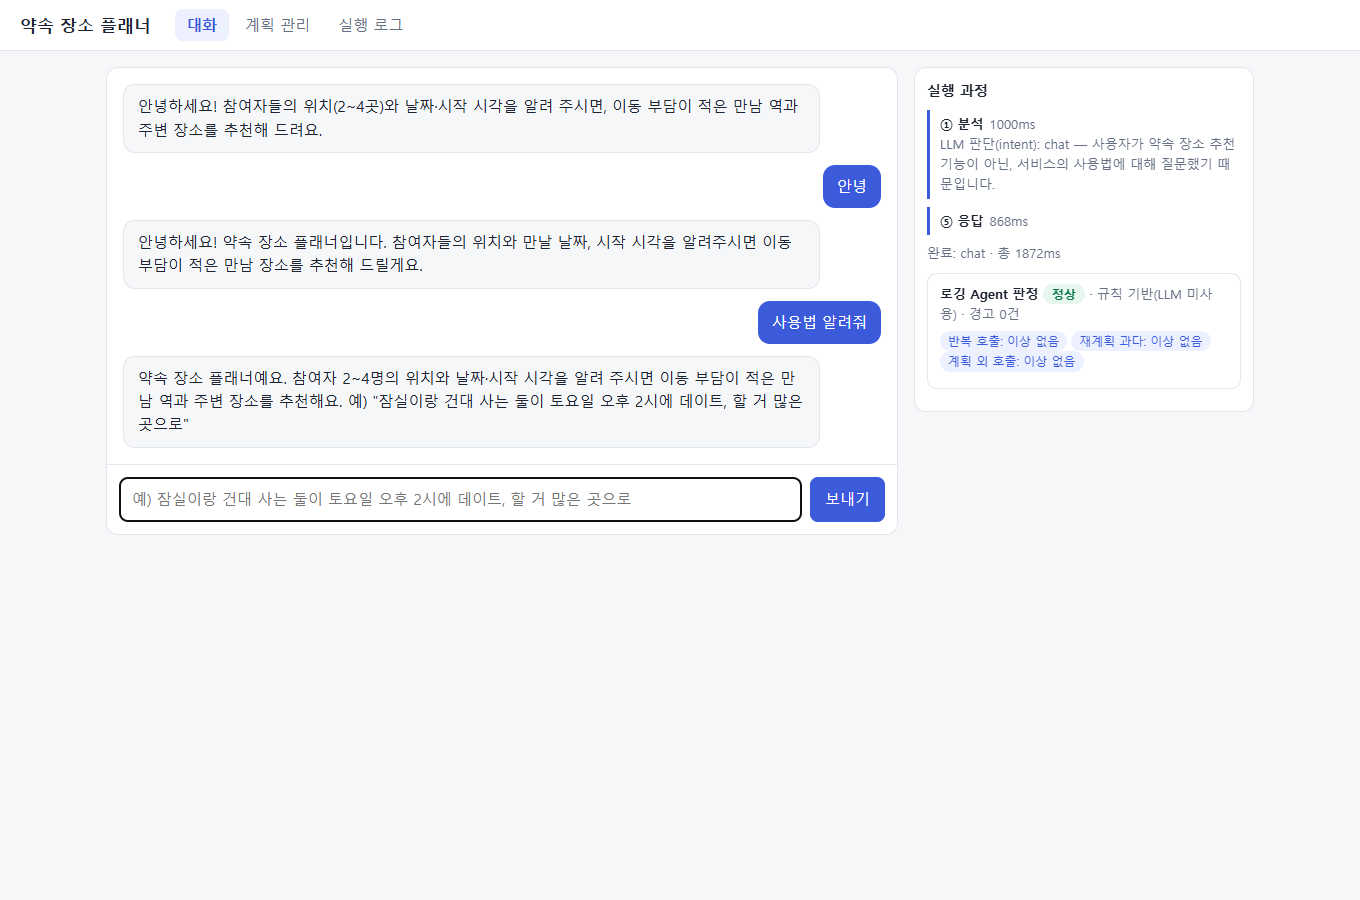 약속 장소 플래너
대화
계획 관리
실행 로그
안녕하세요! 참여자들의 위치(2~4곳)와 날짜·시작 시각을 알려 주시면, 이동 부담이 적은 만남 역과
주변 장소를 추천해 드려요.
안녕
안녕하세요! 약속 장소 플래너입니다. 참여자들의 위치와 만날 날짜, 시작 시각을 알려주시면 이동
부담이 적은 만남 장소를 추천해 드릴게요.
사용법 알려줘
약속 장소 플래너예요. 참여자 2~4명의 위치와 날짜·시작 시각을 알려 주시면 이동 부담이 적은 만
남 역과 주변 장소를 추천해요. 예) "잠실이랑 건대 사는 둘이 토요일 오후 2시에 데이트, 할 거 많은
곳으로"
예) 잠실이랑 건대 사는 둘이 토요일 오후 2시에 데이트, 할 거 많은 곳으로
보내기
실행 과정
① 분석 1000ms
LLM 판단(intent): chat — 사용자가 약속 장소 추천
기능이 아닌, 서비스의 사용법에 대해 질문했기 때
문입니다.
⑤ 응답 868ms
완료: chat · 총 1872ms
로깅 Agent 판정 정상 · 규칙 기반(LLM 미사
용) · 경고 0건
반복 호출: 이상 없음 재계획 과다: 이상 없음
계획 외 호출: 이상 없음